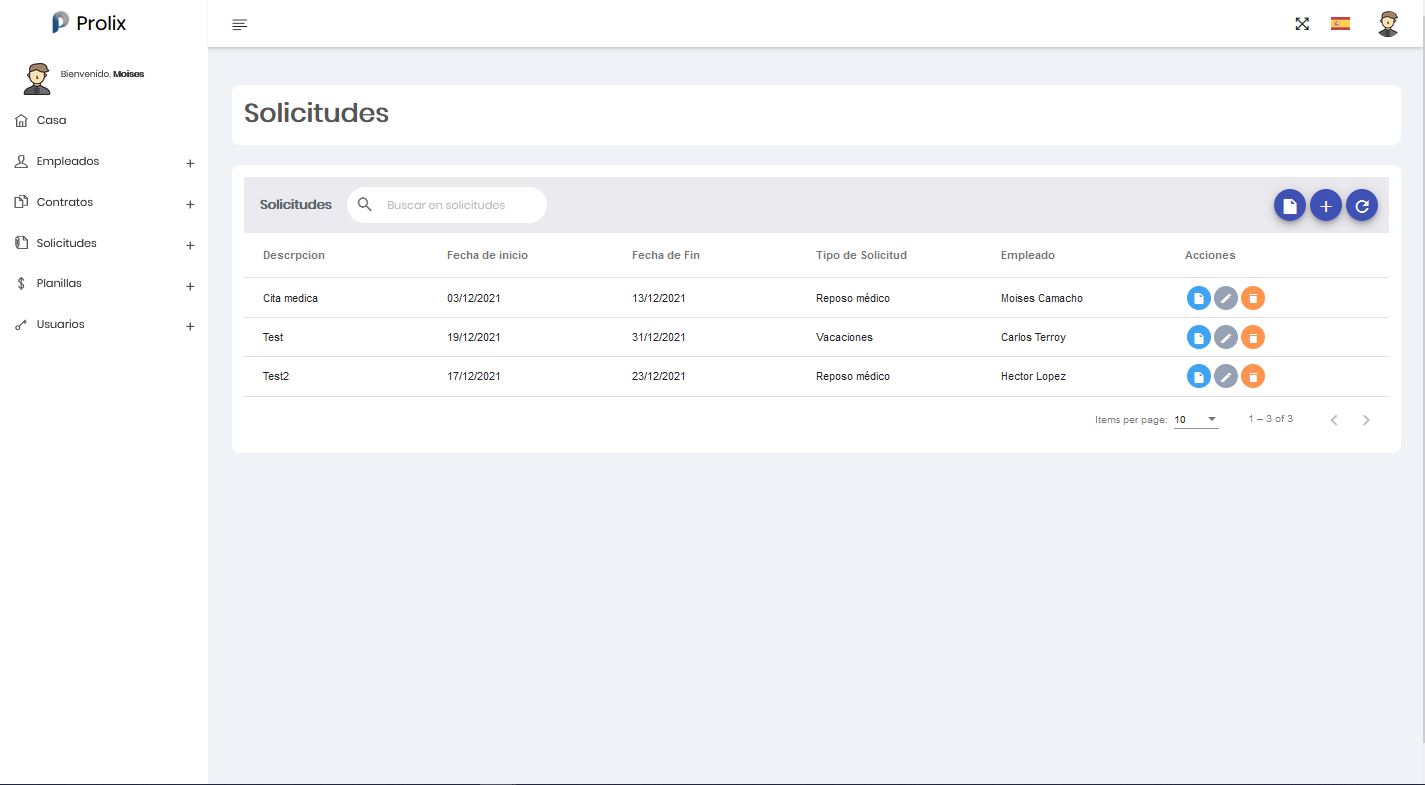 Prolix
Bienvenido, Moises
Casa
Empleados +
Contratos +
Solicitudes +
Planillas +
Usuarios +
Solicitudes
Solicitudes Buscar en solicitudes
Descrpcion Fecha de inicio Fecha de Fin Tipo de Solicitud Empleado Acciones
Cita medica 03/12/2021 13/12/2021 Reposo médico Moises Camacho
Test 19/12/2021 31/12/2021 Vacaciones Carlos Terroy
Test2 17/12/2021 23/12/2021 Reposo médico Hector Lopez
Items per page: 10 1 – 3 of 3